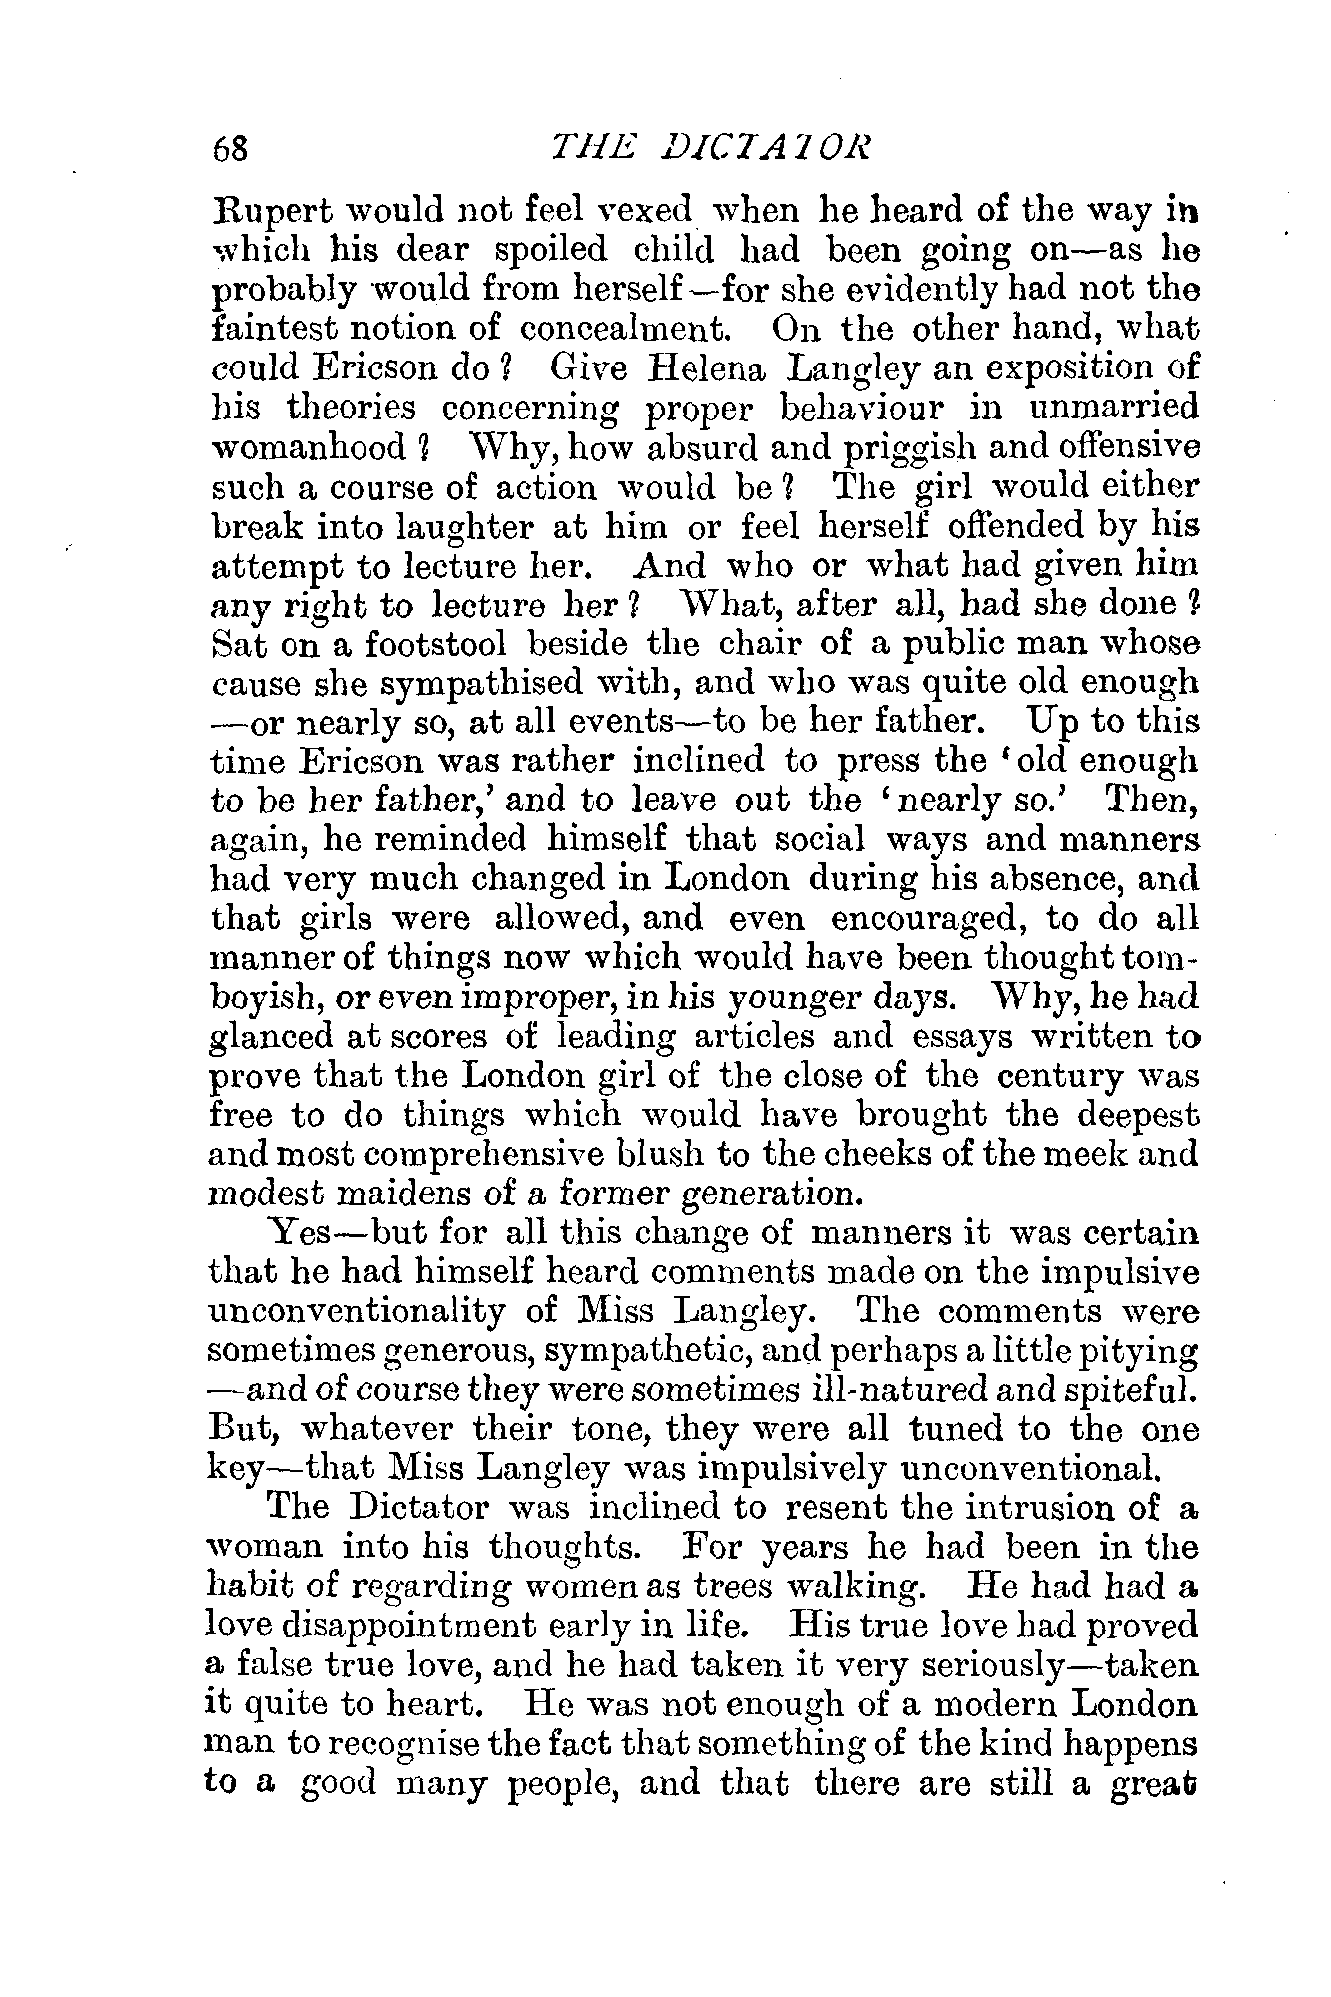 68 THE DICTATOR
Rupert would not feel vexed when he heard of the way in
which his dear spoiled child had been going on—as he
probably would from herself—for she evidently had not the
faintest notion of concealment. On the other hand, what
could Ericson do? Give Helena Langley an exposition of
his theories concerning proper behaviour in unmarried
womanhood? Why, how absurd and priggish and offensive
such a course of action would be? The girl would either
break into laughter at him or feel herself offended by his
attempt to lecture her. And who or what had given him
any right to lecture her? What, after all, had she done?
Sat on a footstool beside the chair of a public man whose
cause she sympathised with, and who was quite old enough
—or nearly so, at all events—to be her father. Up to this
time Ericson was rather inclined to press the ‘old enough
to be her father,’ and to leave out the ‘nearly so.’ Then,
again, he reminded himself that social ways and manners
had very much changed in London during his absence, and
that girls were allowed, and even encouraged, to do all
manner of things now which would have been thought tom-
boyish, or even improper, in his younger days. Why, he had
glanced at scores of leading articles and essays written to
prove that the London girl of the close of the century was
free to do things which would have brought the deepest
and most comprehensive blush to the cheeks of the meek and
modest maidens of a former generation.
Yes—but for all this change of manners it was certain
that he had himself heard comments made on the impulsive
unconventionality of Miss Langley. The comments were
sometimes generous, sympathetic, and perhaps a little pitying
—and of course they were sometimes ill-natured and spiteful.
But, whatever their tone, they were all tuned to the one
key—that Miss Langley was impulsively unconventional.
The Dictator was inclined to resent the intrusion of a
woman into his thoughts. For years he had been in the
habit of regarding women as trees walking. He had had a
love disappointment early in life. His true love had proved
a false true love, and he had taken it very seriously—taken
it quite to heart. He was not enough of a modern London
man to recognise the fact that something of the kind happens
to a good many people, and that there are still a great